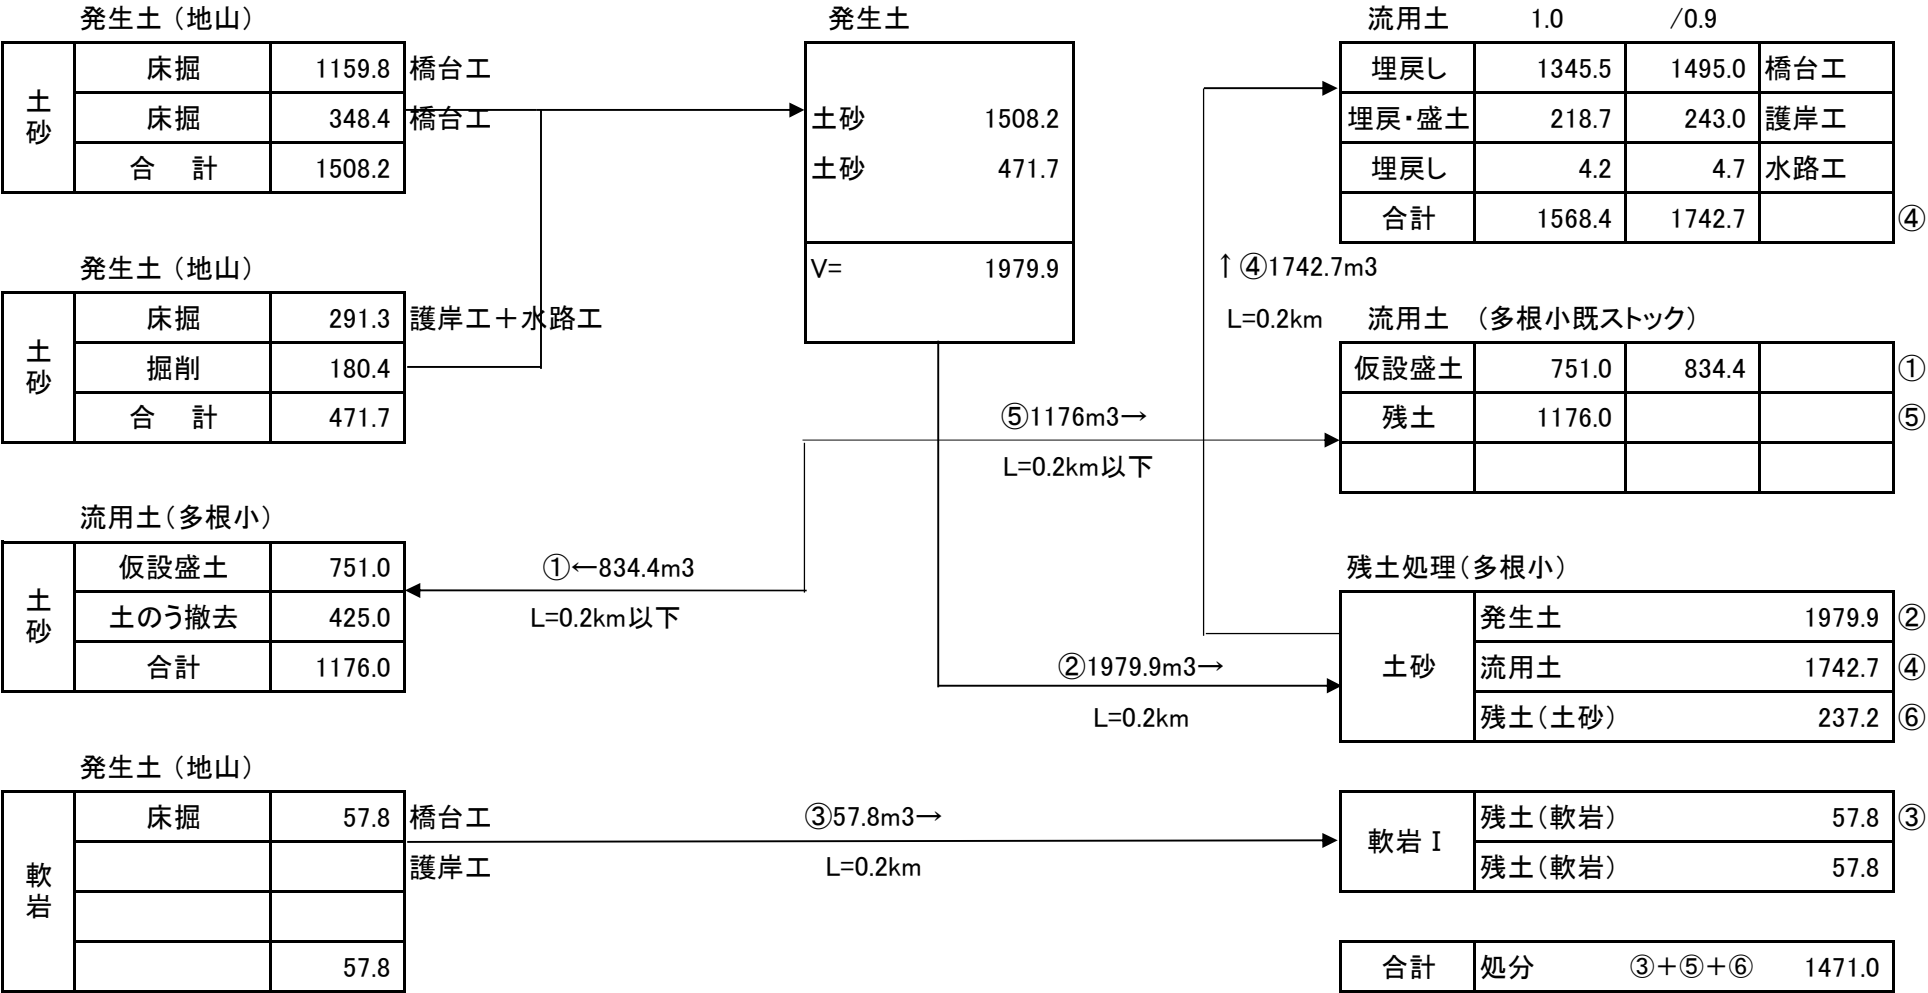 発生土（地山）
土砂
床掘 1159.8 橋台工
床掘 348.4 橋台工
合 計 1508.2
発生土（地山）
土砂
床掘 291.3 護岸工＋水路工
掘削 180.4
合 計 471.7
流用土（多根小）
土砂
仮設盛土 751.0
土のう撤去 425.0
合計 1176.0
①←834.4m3
L=0.2km以下
発生土（地山）
軟岩
床掘 57.8 橋台工
護岸工
57.8
③57.8m3→
L=0.2km
発生土
土砂 1508.2
土砂 471.7
V= 1979.9
⑤1176m3→
L=0.2km以下
②1979.9m3→
L=0.2km
↑④1742.7m3
L=0.2km
流用土 1.0 /0.9
埋戻し 1345.5 1495.0 橋台工
埋戻・盛土 218.7 243.0 護岸工
埋戻し 4.2 4.7 水路工
合計 1568.4 1742.7 ④
流用土 （多根小既ストック）
仮設盛土 751.0 834.4 ①
残土 1176.0 ⑤
残土処理（多根小）
土砂
発生土 1979.9 ②
流用土 1742.7 ④
残土（土砂） 237.2 ⑥
軟岩Ⅰ
残土（軟岩） 57.8 ③
残土（軟岩） 57.8
合計 処分 ③＋⑤＋⑥ 1471.0